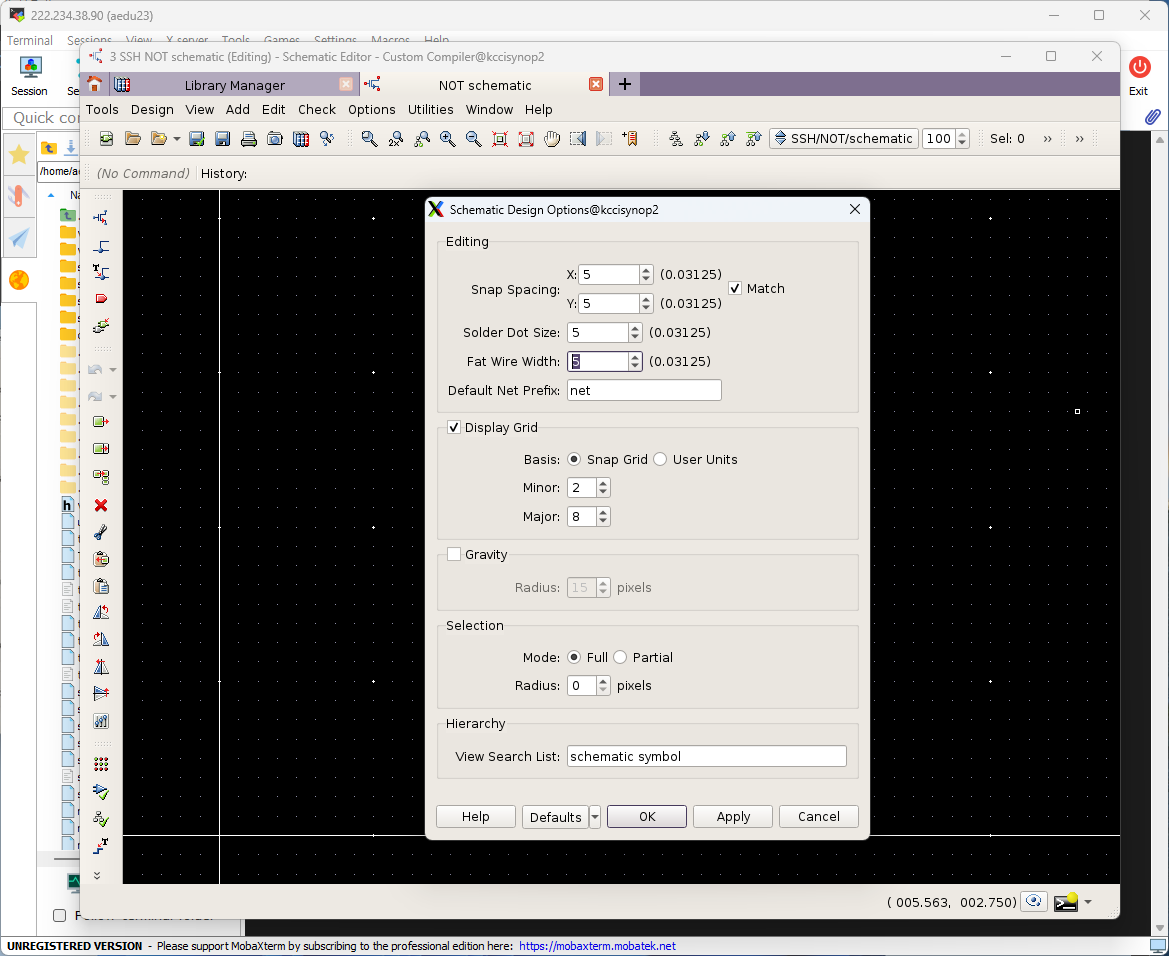 222.234.38.90 (aedu23)
Terminal Sessions View X server Tools Games Settings Macros Help
3 SSH NOT schematic (Editing) - Schematic Editor - Custom Compiler@kccisynop2
Library Manager
NOT schematic
Session
Exit
Tools Design View Add Edit Check Options Utilities Window Help
Quick co
2x
SSH/NOT/schematic
100
Sel: 0
(No Command)
History:
/home/a
Schematic Design Options@kccisynop2
Editing
Snap Spacing:
X: 5 (0.03125)
Match
Y: 5 (0.03125)
Solder Dot Size: 5 (0.03125)
Fat Wire Width: 5 (0.03125)
Default Net Prefix: net
Display Grid
Basis: Snap Grid User Units
Minor: 2
Major: 8
Gravity
Radius: 15 pixels
Selection
Mode: Full Partial
Radius: 0 pixels
Hierarchy
View Search List: schematic symbol
Help Defaults OK Apply Cancel
( 005.563, 002.750)
UNREGISTERED VERSION - Please support MobaXterm by subscribing to the professional edition here: https://mobaxterm.mobatek.net